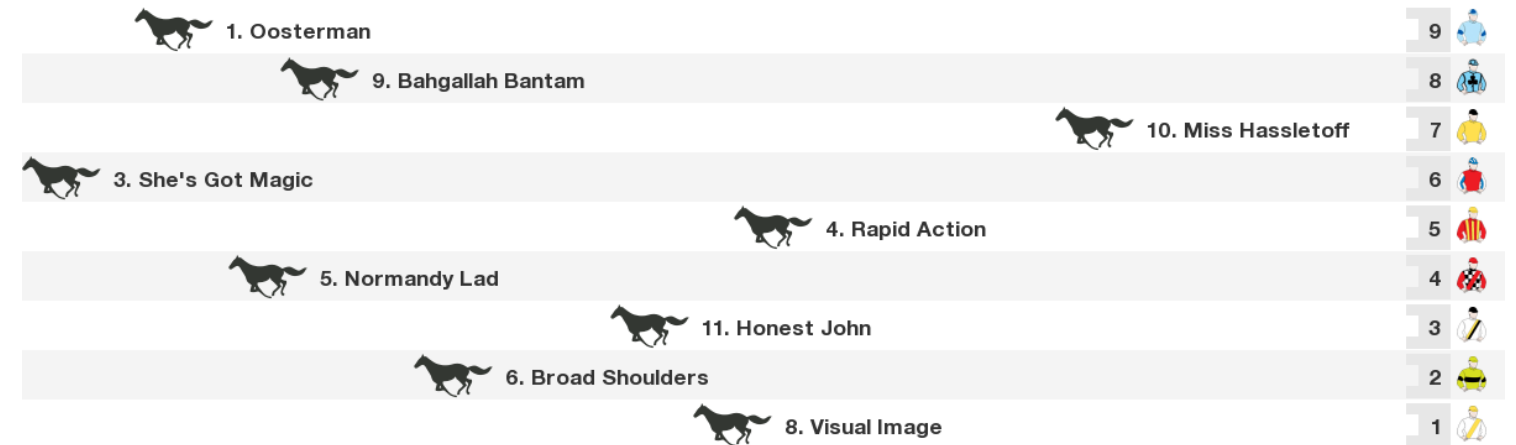 1. Oosterman 9
9. Bahgallah Bantam 8
10. Miss Hassletoff 7
3. She's Got Magic 6
4. Rapid Action 5
5. Normandy Lad 4
11. Honest John 3
6. Broad Shoulders 2
8. Visual Image 1